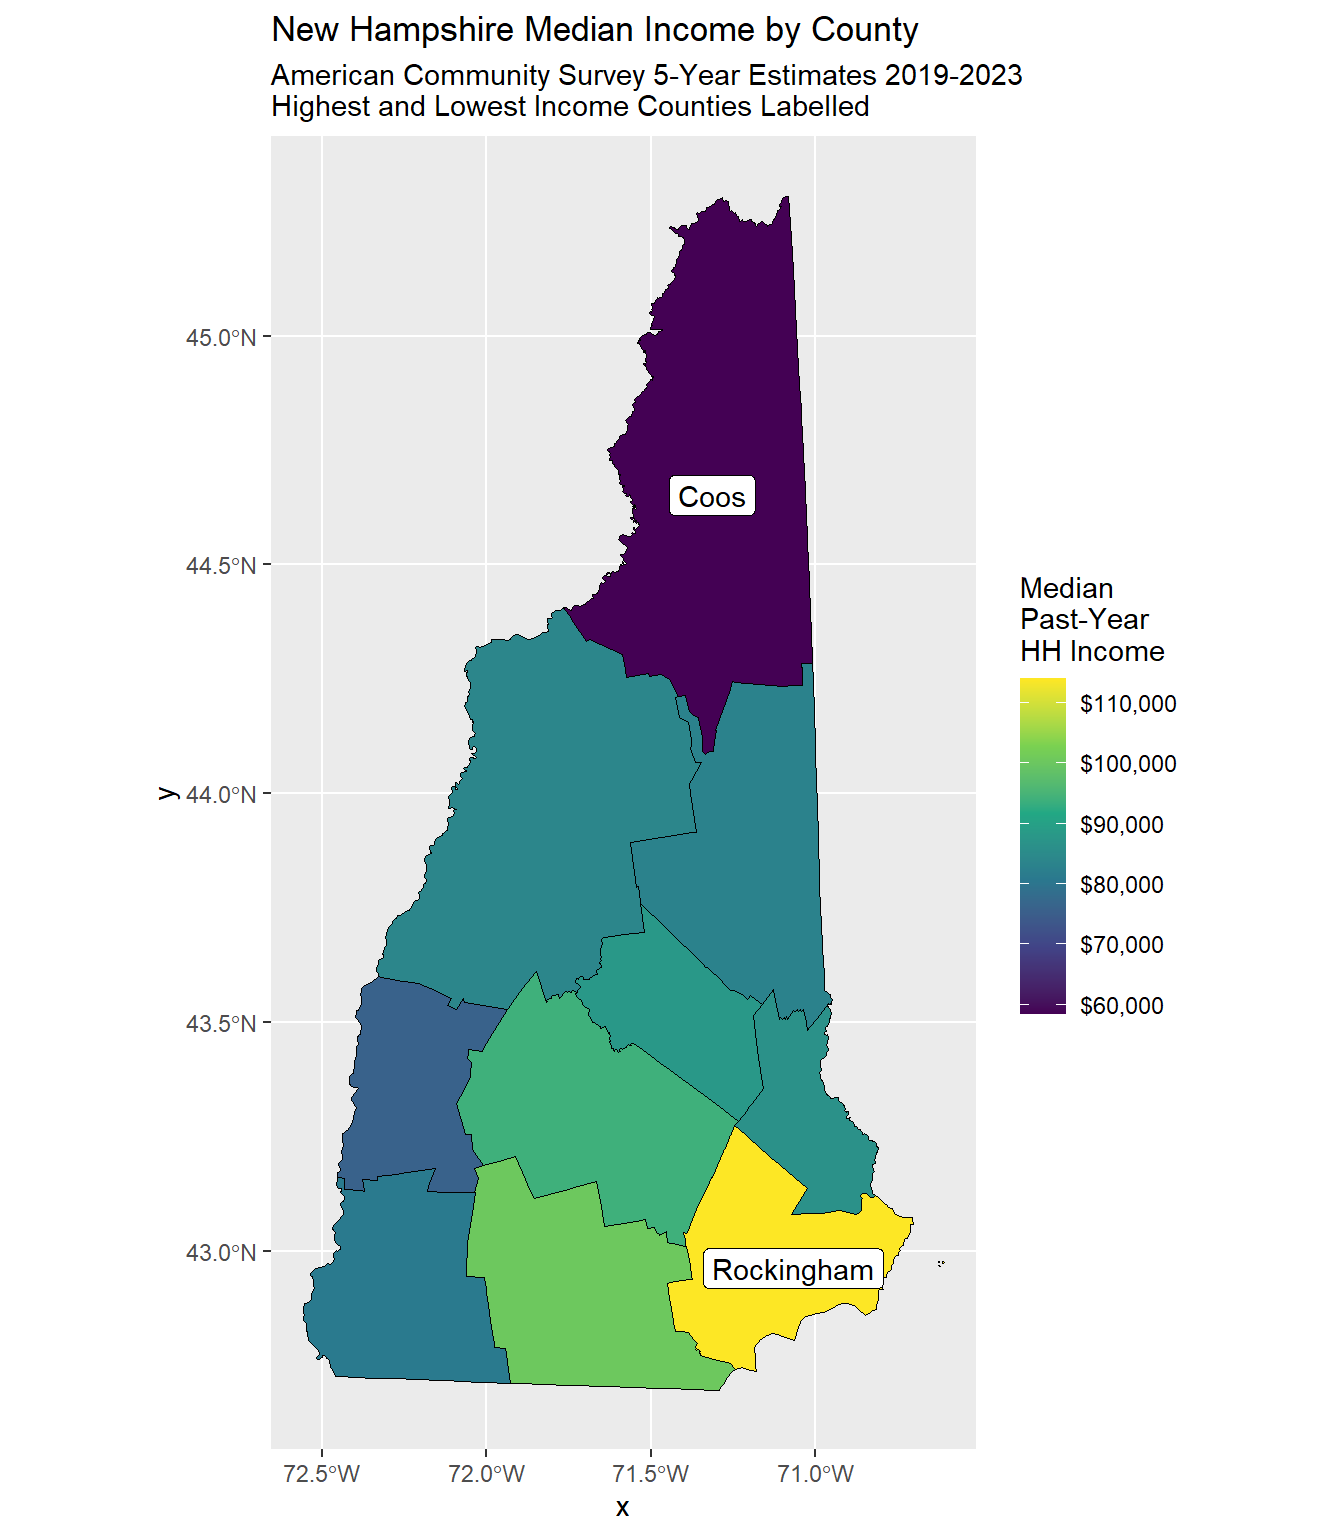 New Hampshire Median Income by County
American Community Survey 5-Year Estimates 2019-2023
Highest and Lowest Income Counties Labelled
45.0°N
44.5°N
44.0°N
43.5°N
43.0°N
y
Coos
Rockingham
72.5°W
72.0°W
71.5°W
71.0°W
x
Median
Past-Year
HH Income
$110,000
$100,000
$90,000
$80,000
$70,000
$60,000